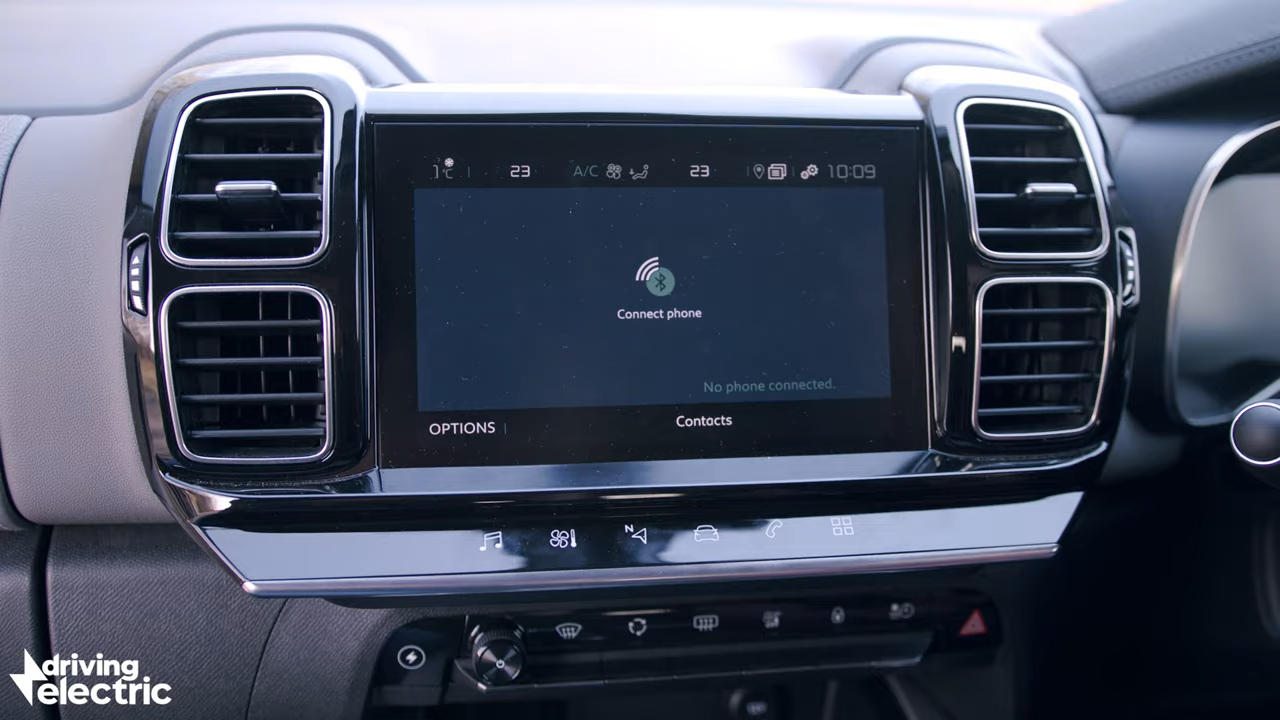 1°C 23 A/C 23 10:09
Connect phone
No phone connected.
OPTIONS Contacts
N
driving
electric